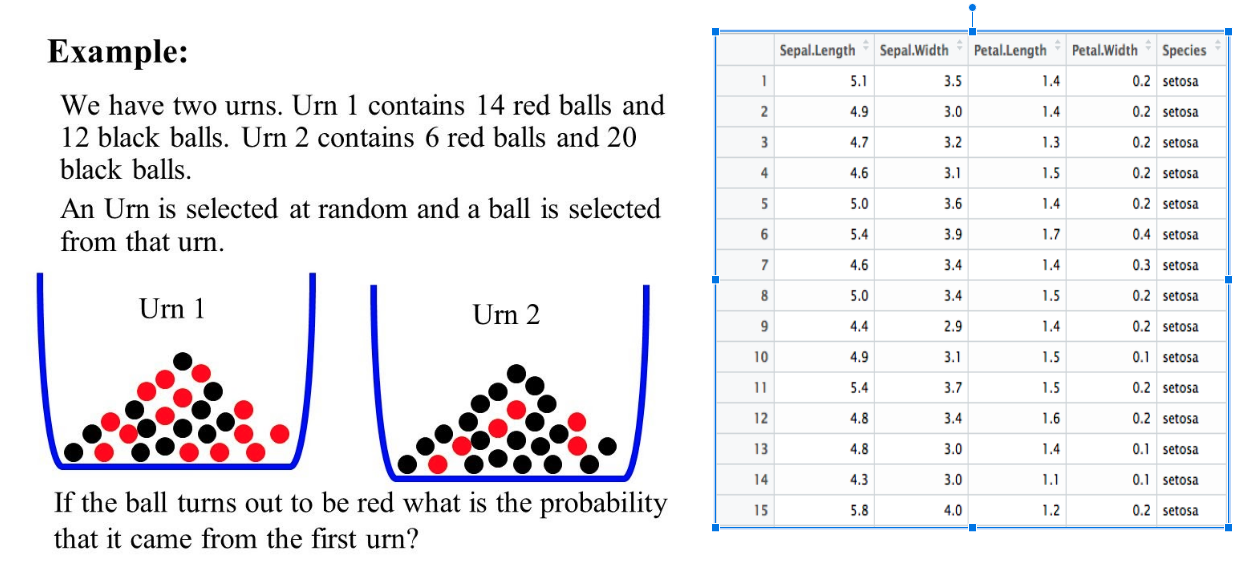 Example:
We have two urns. Urn 1 contains 14 red balls and
12 black balls. Urn 2 contains 6 red balls and 20
black balls.
An Urn is selected at random and a ball is selected
from that urn.
Urn 1
Urn 2
If the ball turns out to be red what is the probability
that it came from the first urn?
Sepal.Length Sepal.Width Petal.Length Petal.Width Species
1 5.1 3.5 1.4 0.2 setosa
2 4.9 3.0 1.4 0.2 setosa
3 4.7 3.2 1.3 0.2 setosa
4 4.6 3.1 1.5 0.2 setosa
5 5.0 3.6 1.4 0.2 setosa
6 5.4 3.9 1.7 0.4 setosa
7 4.6 3.4 1.4 0.3 setosa
8 5.0 3.4 1.5 0.2 setosa
9 4.4 2.9 1.4 0.2 setosa
10 4.9 3.1 1.5 0.1 setosa
11 5.4 3.7 1.5 0.2 setosa
12 4.8 3.4 1.6 0.2 setosa
13 4.8 3.0 1.4 0.1 setosa
14 4.3 3.0 1.1 0.1 setosa
15 5.8 4.0 1.2 0.2 setosa